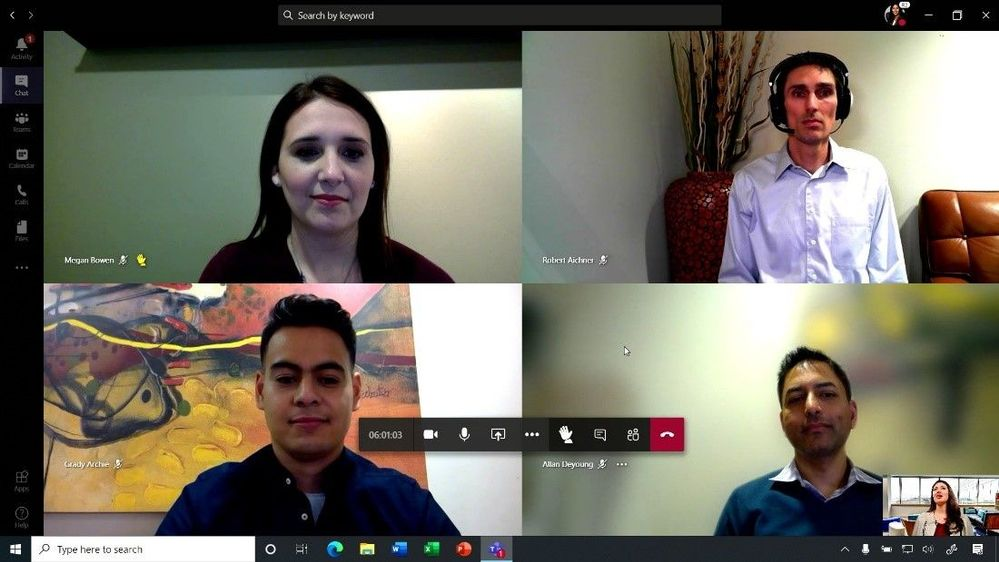 Search by keyword
1
Activity
Chat
Teams
Calendar
Calls
Files
Megan Bowen
Robert Aichner
06:01:03
Grady Archie
Allan Deyoung
Apps
Help
Type here to search